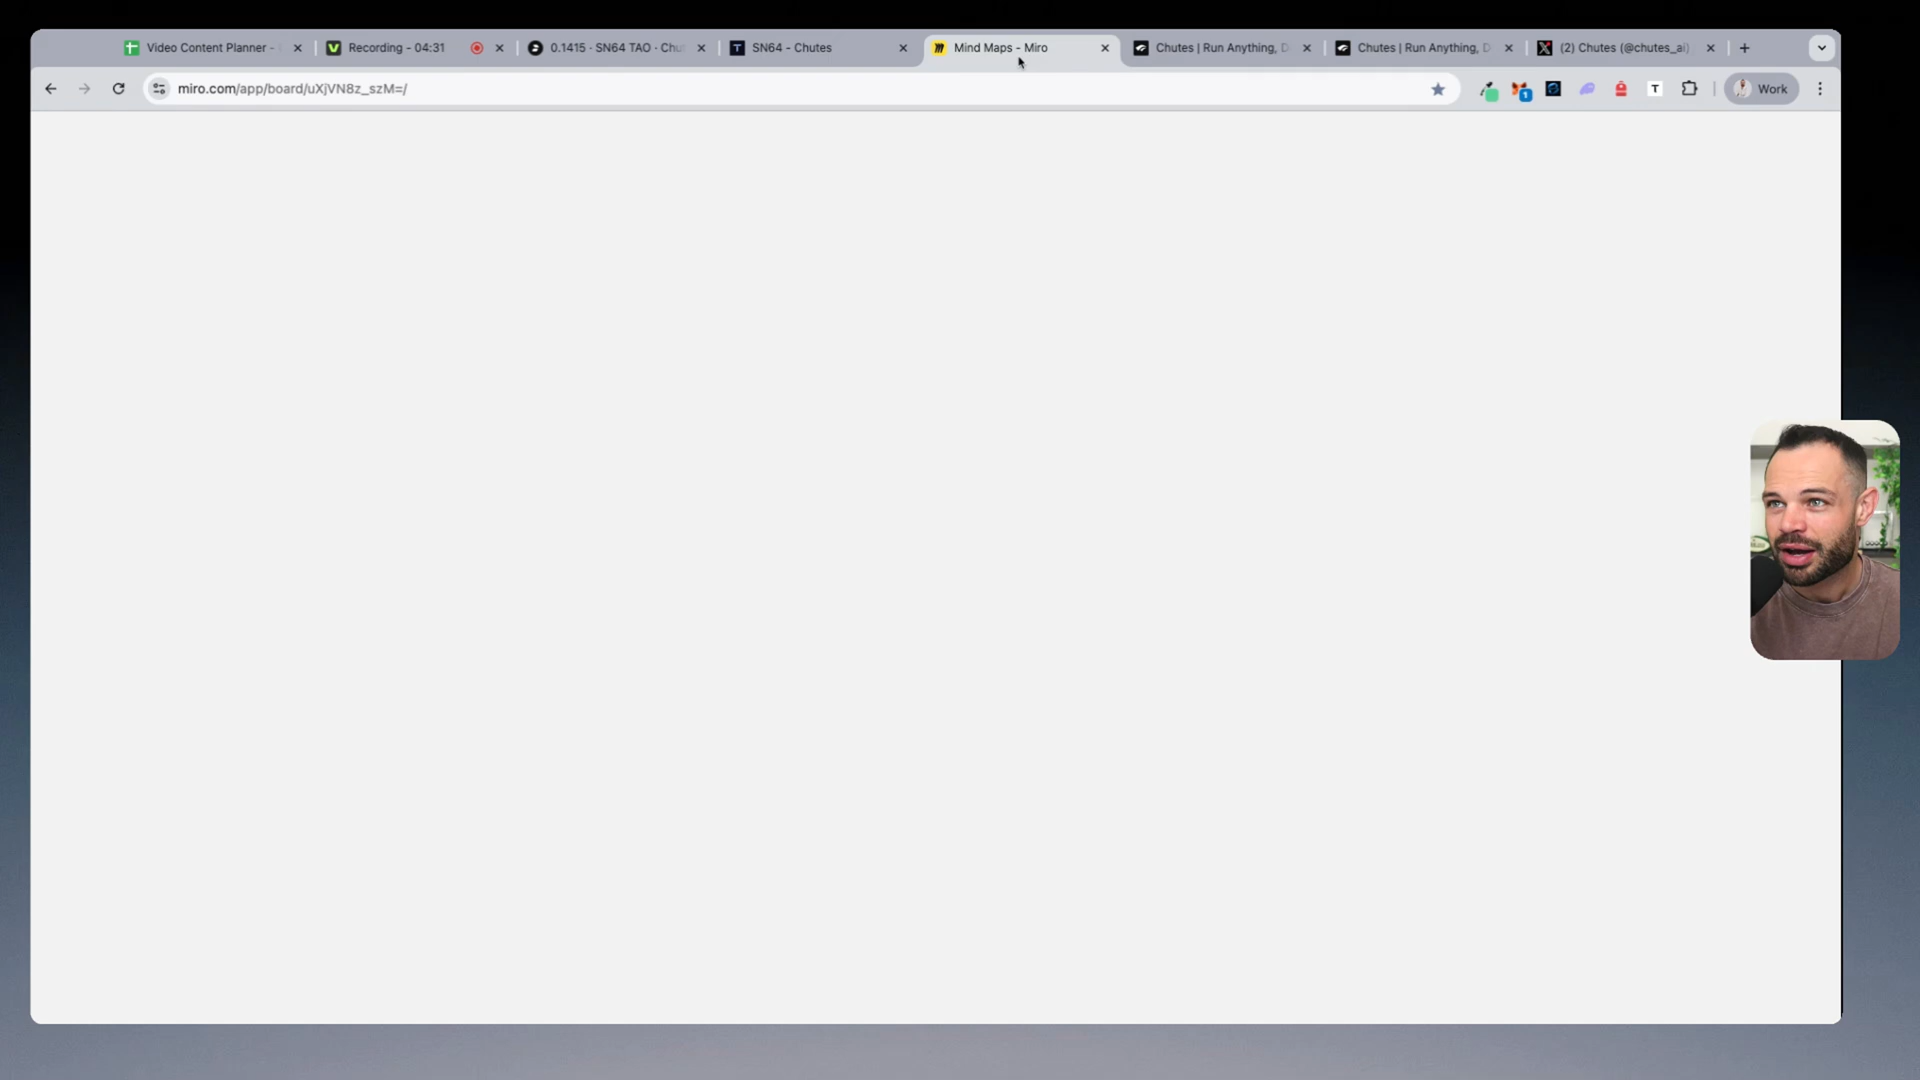 Video Content Planner -
Recording - 04:31
0.1415 · SN64 TAO · Chu
SN64 - Chutes
Mind Maps - Miro
Chutes | Run Anything, D
Chutes | Run Anything, D
(2) Chutes (@chutes_ai)
miro.com/app/board/uXjVN8z_szM=/
1
T
Work